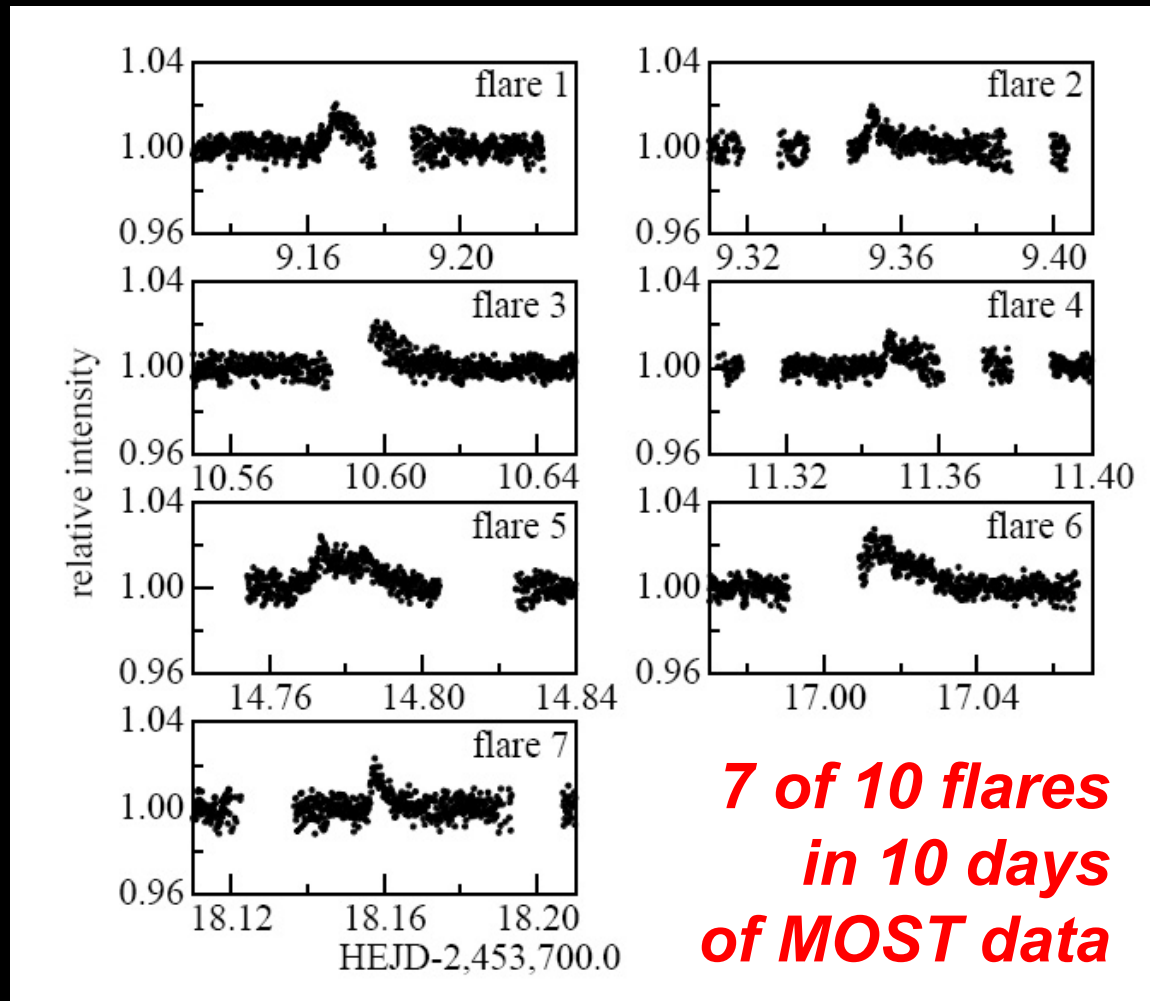 1.04
flare 1
1.00
0.96
9.16 9.20
1.04
flare 2
1.00
0.96
9.32 9.36 9.40
1.04
flare 3
1.00
0.96
10.56 10.60 10.64
1.04
flare 4
1.00
0.96
11.32 11.36 11.40
relative intensity
1.04
flare 5
1.00
0.96
14.76 14.80 14.84
1.04
flare 6
1.00
0.96
17.00 17.04
1.04
flare 7
1.00
0.96
18.12 18.16 18.20
HEJD-2,453,700.0
7 of 10 flares
in 10 days
of MOST data